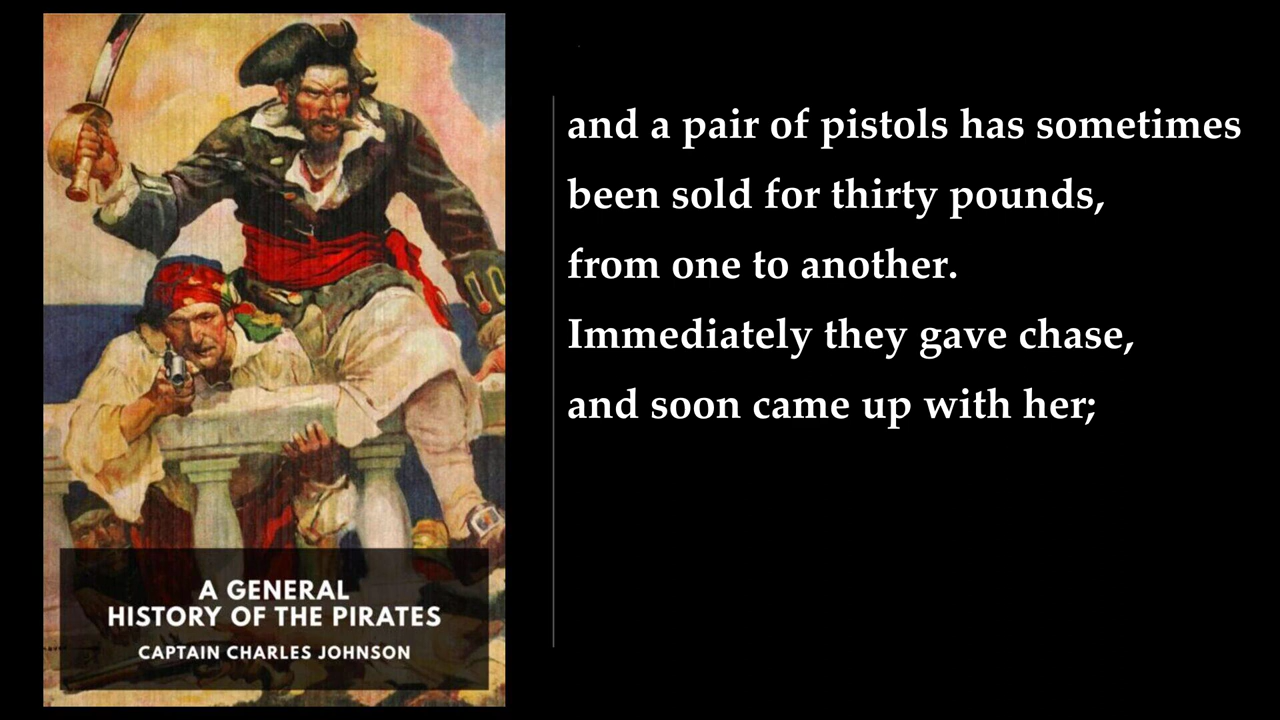 A GENERAL
HISTORY OF THE PIRATES
CAPTAIN CHARLES JOHNSON
and a pair of pistols has sometimes
been sold for thirty pounds,
from one to another.
Immediately they gave chase,
and soon came up with her;